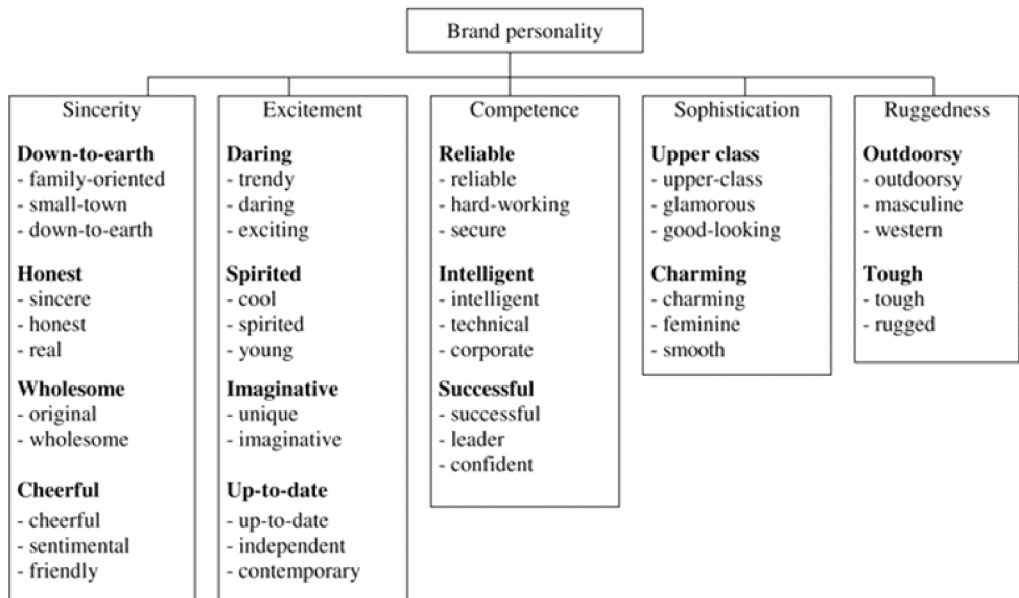 Brand personality
Sincerity
Down-to-earth
- family-oriented
- small-town
- down-to-earth
Honest
- sincere
- honest
- real
Wholesome
- original
- wholesome
Cheerful
- cheerful
- sentimental
- friendly
Excitement
Daring
- trendy
- daring
- exciting
Spirited
- cool
- spirited
- young
Imaginative
- unique
- imaginative
Up-to-date
- up-to-date
- independent
- contemporary
Competence
Reliable
- reliable
- hard-working
- secure
Intelligent
- intelligent
- technical
- corporate
Successful
- successful
- leader
- confident
Sophistication
Upper class
- upper-class
- glamorous
- good-looking
Charming
- charming
- feminine
- smooth
Ruggedness
Outdoorsy
- outdoorsy
- masculine
- western
Tough
- tough
- rugged